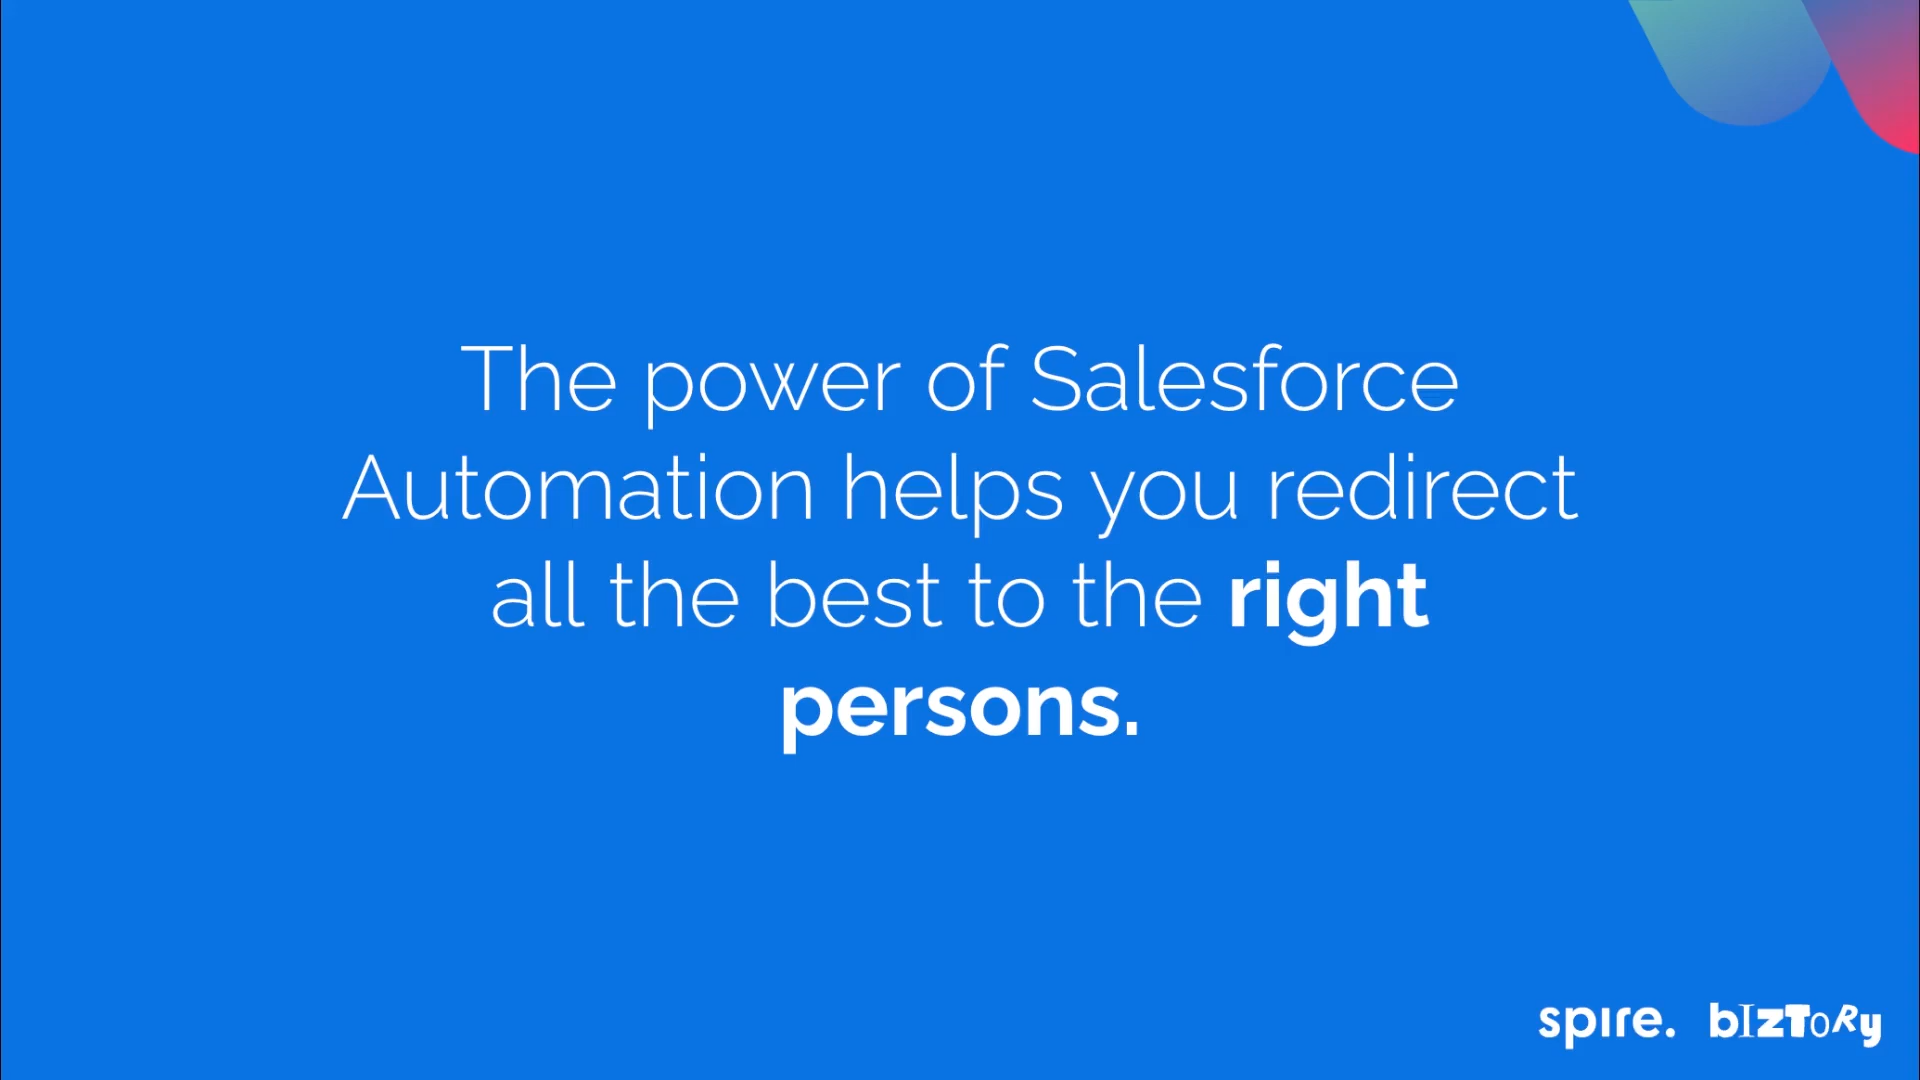 The power of Salesforce
Automation helps you redirect
all the best to the right
persons.
spire. bIzToRy